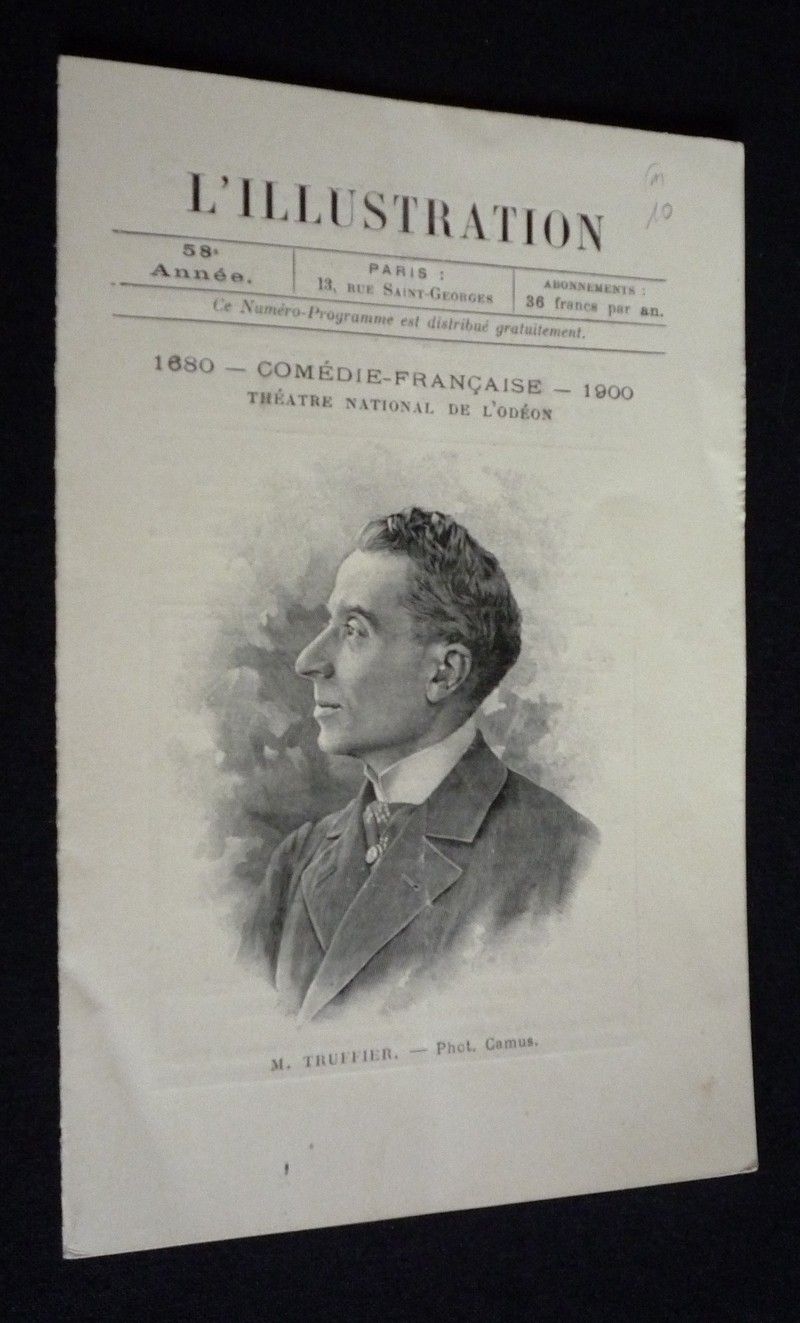 L'ILLUSTRATION
10
58e
Année.
PARIS :
13, RUE SAINT-GEORGES
ABONNEMENTS :
36 francs par an.
Ce Numéro-Programme est distribué gratuitement.
1680 — COMÉDIE-FRANÇAISE — 1900
THÉATRE NATIONAL DE L'ODÉON
M. TRUFFIER. — Phot. Camus.